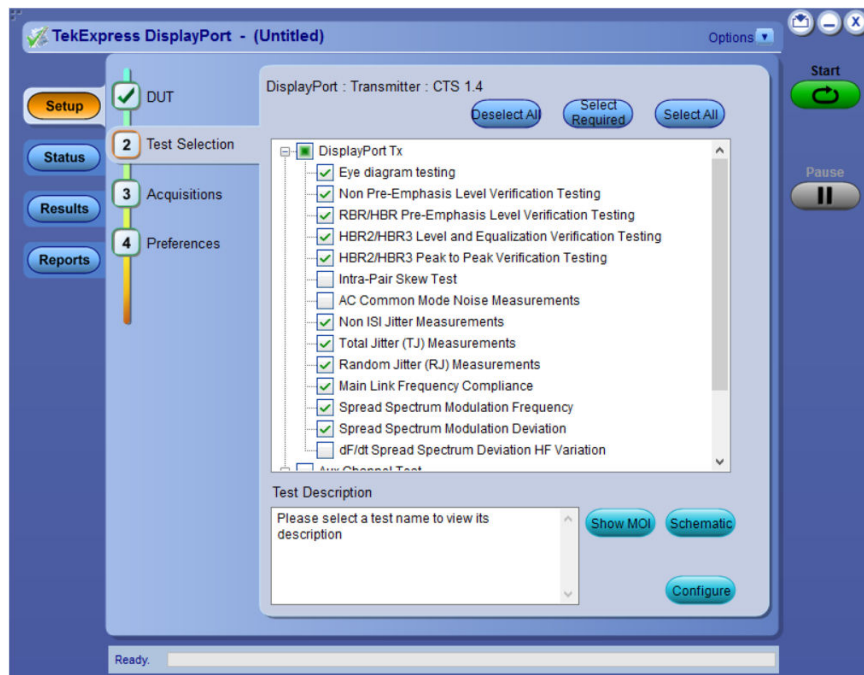 TekExpress DisplayPort - (Untitled)
Options
Start
Pause
Setup
Status
Results
Reports
DUT
2 Test Selection
3 Acquisitions
4 Preferences
DisplayPort : Transmitter : CTS 1.4
Deselect All
Select Required
Select All
DisplayPort Tx
Eye diagram testing
Non Pre-Emphasis Level Verification Testing
RBR/HBR Pre-Emphasis Level Verification Testing
HBR2/HBR3 Level and Equalization Verification Testing
HBR2/HBR3 Peak to Peak Verification Testing
Intra-Pair Skew Test
AC Common Mode Noise Measurements
Non ISI Jitter Measurements
Total Jitter (TJ) Measurements
Random Jitter (RJ) Measurements
Main Link Frequency Compliance
Spread Spectrum Modulation Frequency
Spread Spectrum Modulation Deviation
dF/dt Spread Spectrum Deviation HF Variation
Aux Channel Test
Test Description
Please select a test name to view its
description
Show MOI
Schematic
Configure
Ready.